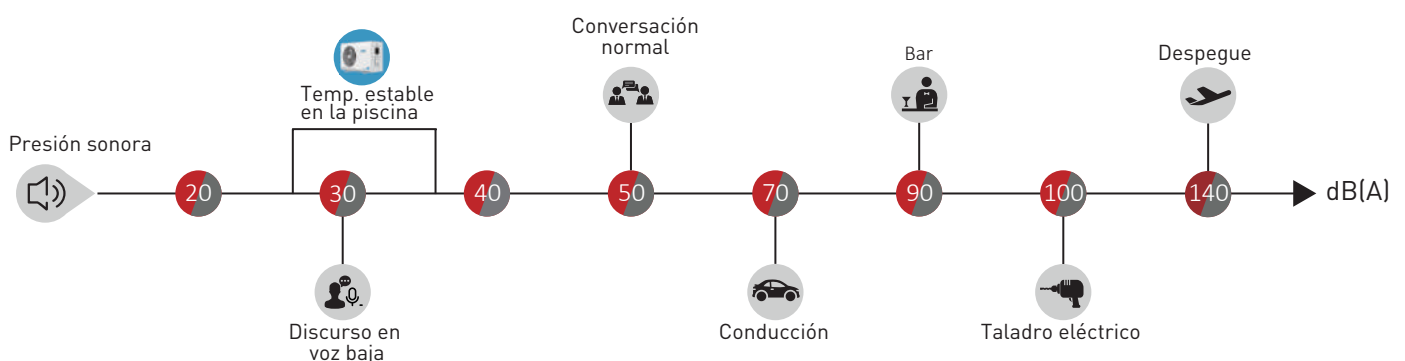 Conversación
normal
Bar
Despegue
Temp. estable
en la piscina
Presión sonora
20
30
40
50
70
90
100
140
dB(A)
Discurso en
voz baja
Conducción
Taladro eléctrico